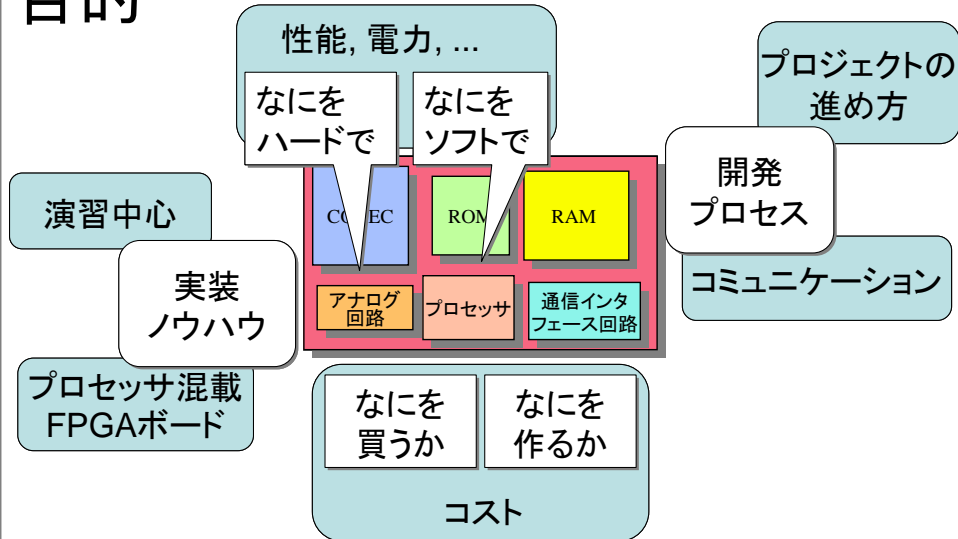 目的
性能, 電力, ...
なにを
ハードで
なにを
ソフトで
プロジェクトの
進め方
開発
プロセス
コミュニケーション
演習中心
実装
ノウハウ
プロセッサ混載
FPGAボード
ROM
RAM
アナログ
回路
プロセッサ
通信インタ
フェース回路
なにを
買うか
なにを
作るか
コスト